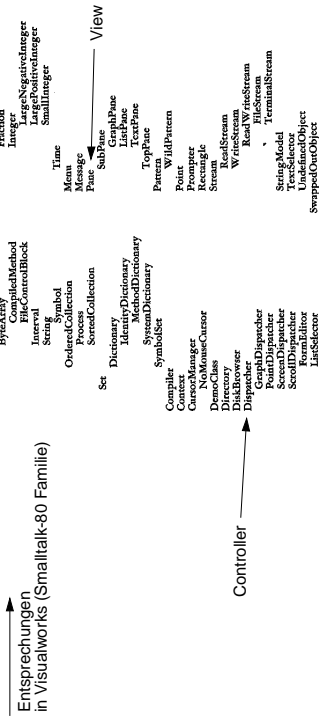 Entsprechungen
in Visualworks (Smalltalk-80 Familie)
Controller
View
ByteArray
CompiledMethod
FileControlBlock
Interval
String
Symbol
OrderedCollection
Process
SortedCollection
Set
Dictionary
IdentityDictionary
MethodDictionary
SystemDictionary
SymbolSet
Compiler
Context
CursorManager
NoMouseCursor
DemoClass
Directory
DiskBrowser
Dispatcher
GraphDispatcher
PointDispatcher
ScreenDispatcher
ScrollDispatcher
FormEditor
ListSelector
Fraction
Integer
LargeNegativeInteger
LargePositiveInteger
SmallInteger
Time
Menu
Message
Pane
SubPane
GraphPane
ListPane
TextPane
TopPane
Pattern
WildPattern
Point
Prompter
Rectangle
Stream
ReadStream
WriteStream
ReadWriteStream
FileStream
TerminalStream
StringModel
TextSelector
UndefinedObject
SwappedOutObject